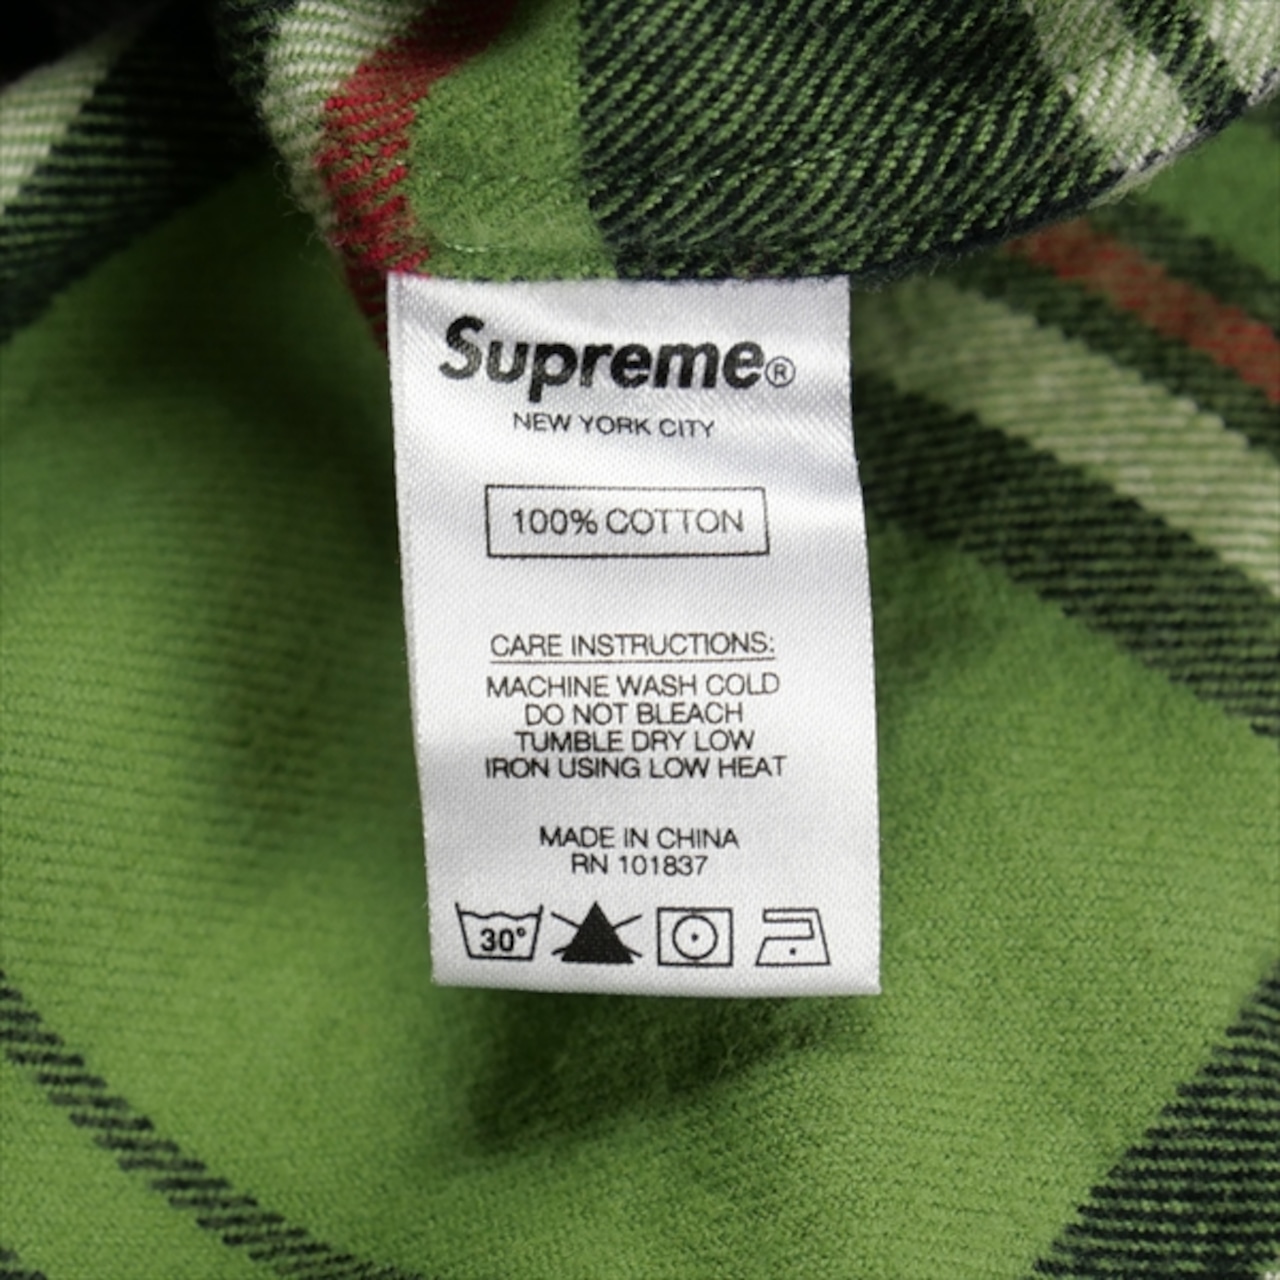 Supreme®
NEW YORK CITY
100% COTTON
CARE INSTRUCTIONS:
MACHINE WASH COLD
DO NOT BLEACH
TUMBLE DRY LOW
IRON USING LOW HEAT
MADE IN CHINA
RN 101837
30°